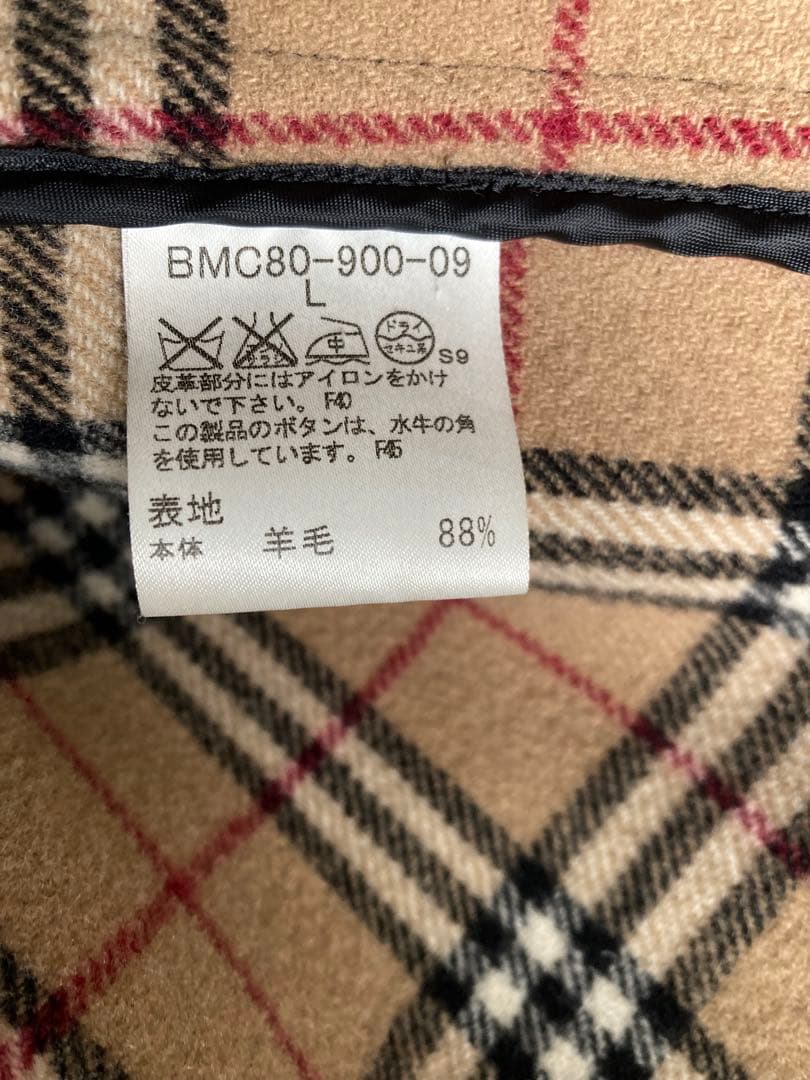 BMC80-900-09
L
ドライ
セキユ系
中
S9
皮革部分にはアイロンをかけ
ないで下さい。 F40
この製品のボタンは、水牛の角
を使用しています。 F45
表地
本体 羊毛 88%